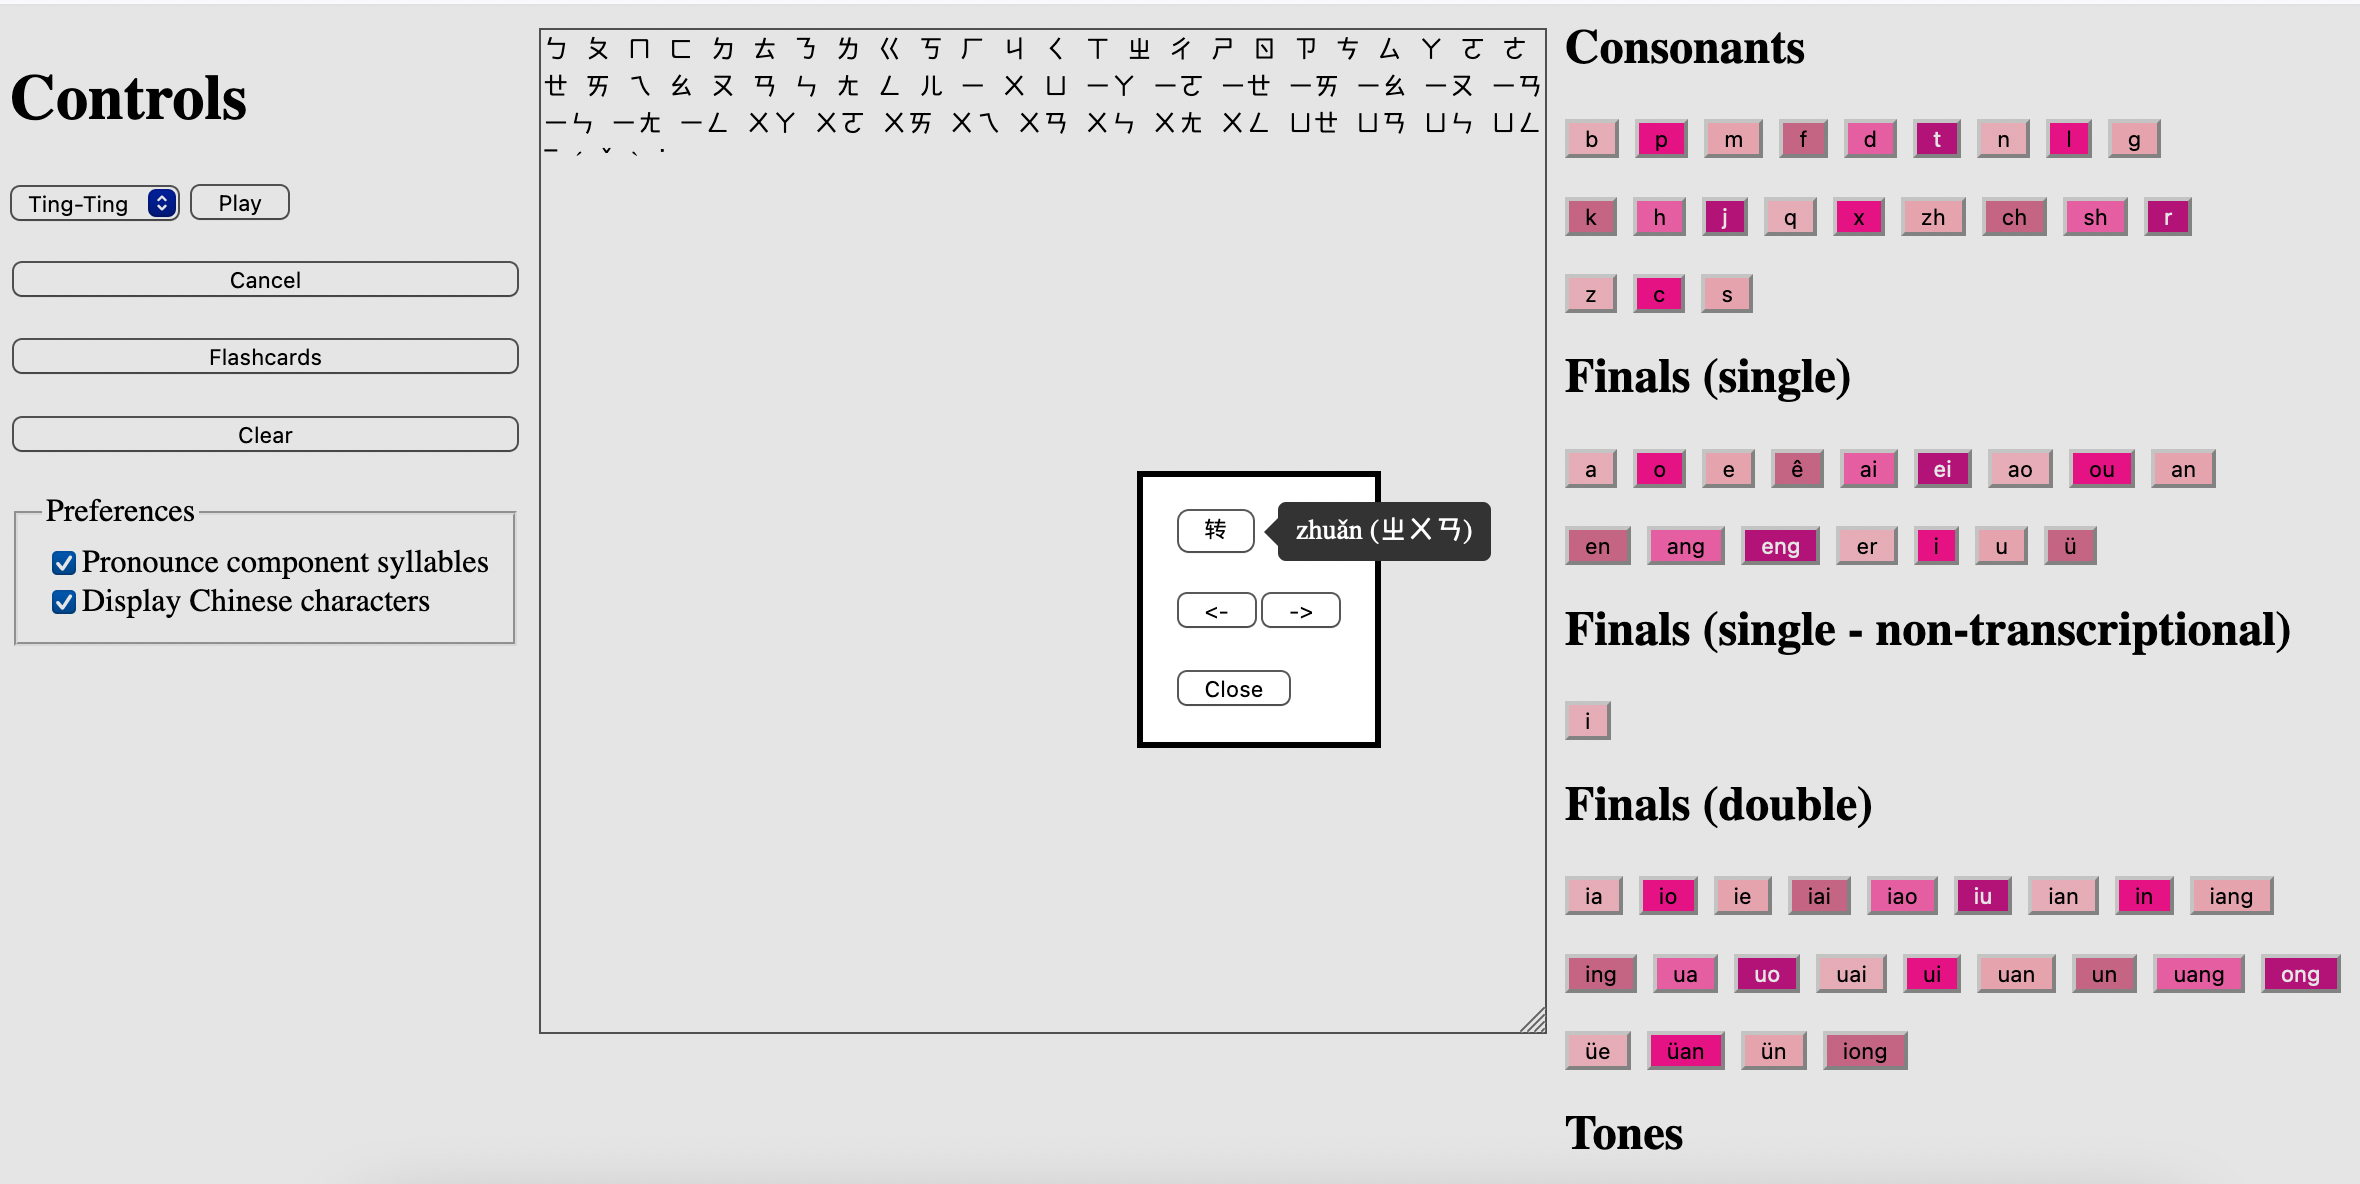 Controls
Ting-Ting Play
Cancel
Flashcards
Clear
Preferences
Pronounce component syllables
Display Chinese characters
ㄅ ㄆ ㄇ ㄈ ㄉ ㄊ ㄋ ㄌ ㄍ ㄎ ㄏ ㄐ ㄑ ㄒ ㄓ ㄔ ㄕ ㄖ ㄗ ㄘ ㄙ ㄚ ㄛ ㄜ
ㄝ ㄞ ㄟ ㄠ ㄡ ㄢ ㄣ ㄤ ㄥ ㄦ ㄧ ㄨ ㄩ ㄧㄚ ㄧㄛ ㄧㄝ ㄧㄞ ㄧㄠ ㄧㄡ ㄧㄢ
ㄧㄣ ㄧㄤ ㄧㄥ ㄨㄚ ㄨㄛ ㄨㄞ ㄨㄟ ㄨㄢ ㄨㄣ ㄨㄤ ㄨㄥ ㄩㄝ ㄩㄢ ㄩㄣ ㄩㄥ
ˉ ˊ ˇ ˋ ˙
转 zhuǎn (ㄓㄨㄢ)
<- ->
Close
Consonants
b p m f d t n l g
k h j q x zh ch sh r
z c s
Finals (single)
a o e ê ai ei ao ou an
en ang eng er i u ü
Finals (single - non-transcriptional)
i
Finals (double)
ia io ie iai iao iu ian in iang
ing ua uo uai ui uan un uang ong
üe üan ün iong
Tones